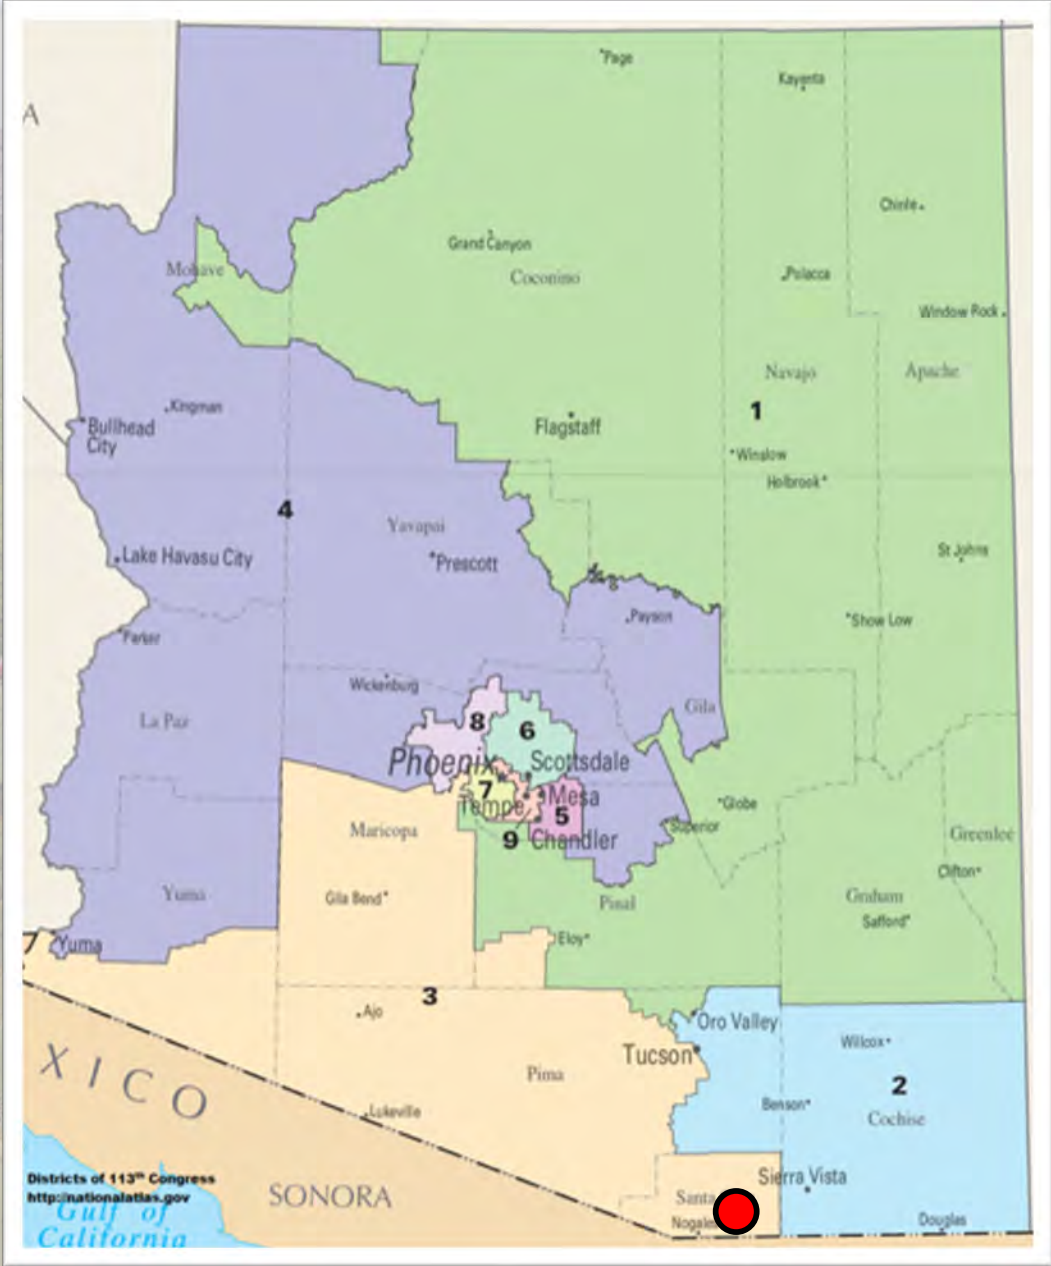 Page
Kayenta
A
Chinle
Grand Canyon
Mohave
Coconino
Polacca
Window Rock
Navajo
Apache
1
Kingman
Bullhead
City
Flagstaff
Winslow
Holbrook
4
Yavapai
Lake Havasu City
Prescott
St Johns
Payson
Show Low
Parker
Wickenburg
La Paz
Gila
8
6
Phoenix
Scottsdale
7
Mesa
Tempe
5
Globe
Maricopa
Superior
9
Chandler
Greenlee
Clifton
Yuma
Gila Bend
Pinal
Graham
Safford
7
Yuma
Eloy
3
Ajo
Oro Valley
Willcox
Tucson
Pima
2
X I C O
Benson
Cochise
Lukeville
Districts of 113th Congress
http://nationalatlas.gov
Sierra Vista
SONORA
Santa
Gulf of
California
Douglas